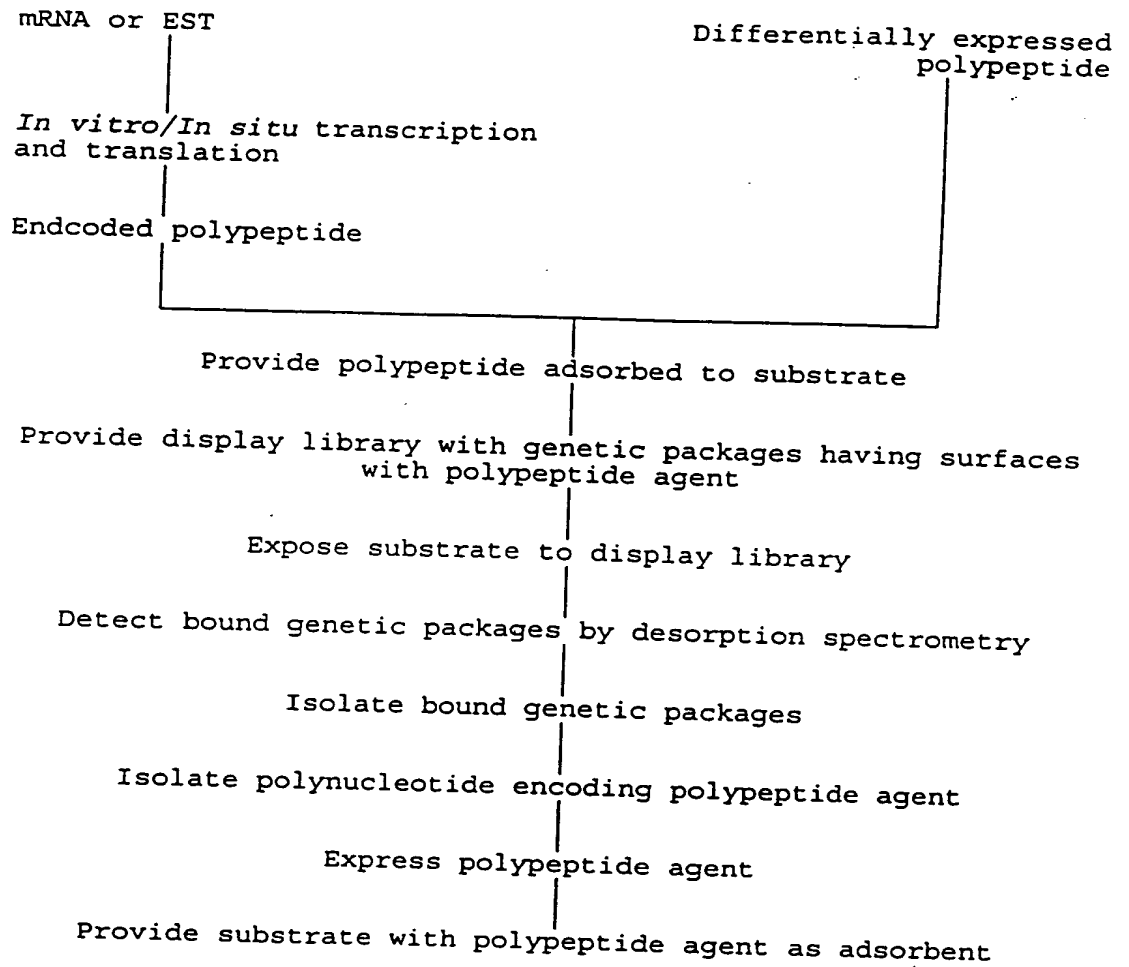 mRNA or EST
Differentially expressed
polypeptide
In vitro/In situ transcription
and translation
Endcoded polypeptide
Provide polypeptide adsorbed to substrate
Provide display library with genetic packages having surfaces
with polypeptide agent
Expose substrate to display library
Detect bound genetic packages by desorption spectrometry
Isolate bound genetic packages
Isolate polynucleotide encoding polypeptide agent
Express polypeptide agent
Provide substrate with polypeptide agent as adsorbent